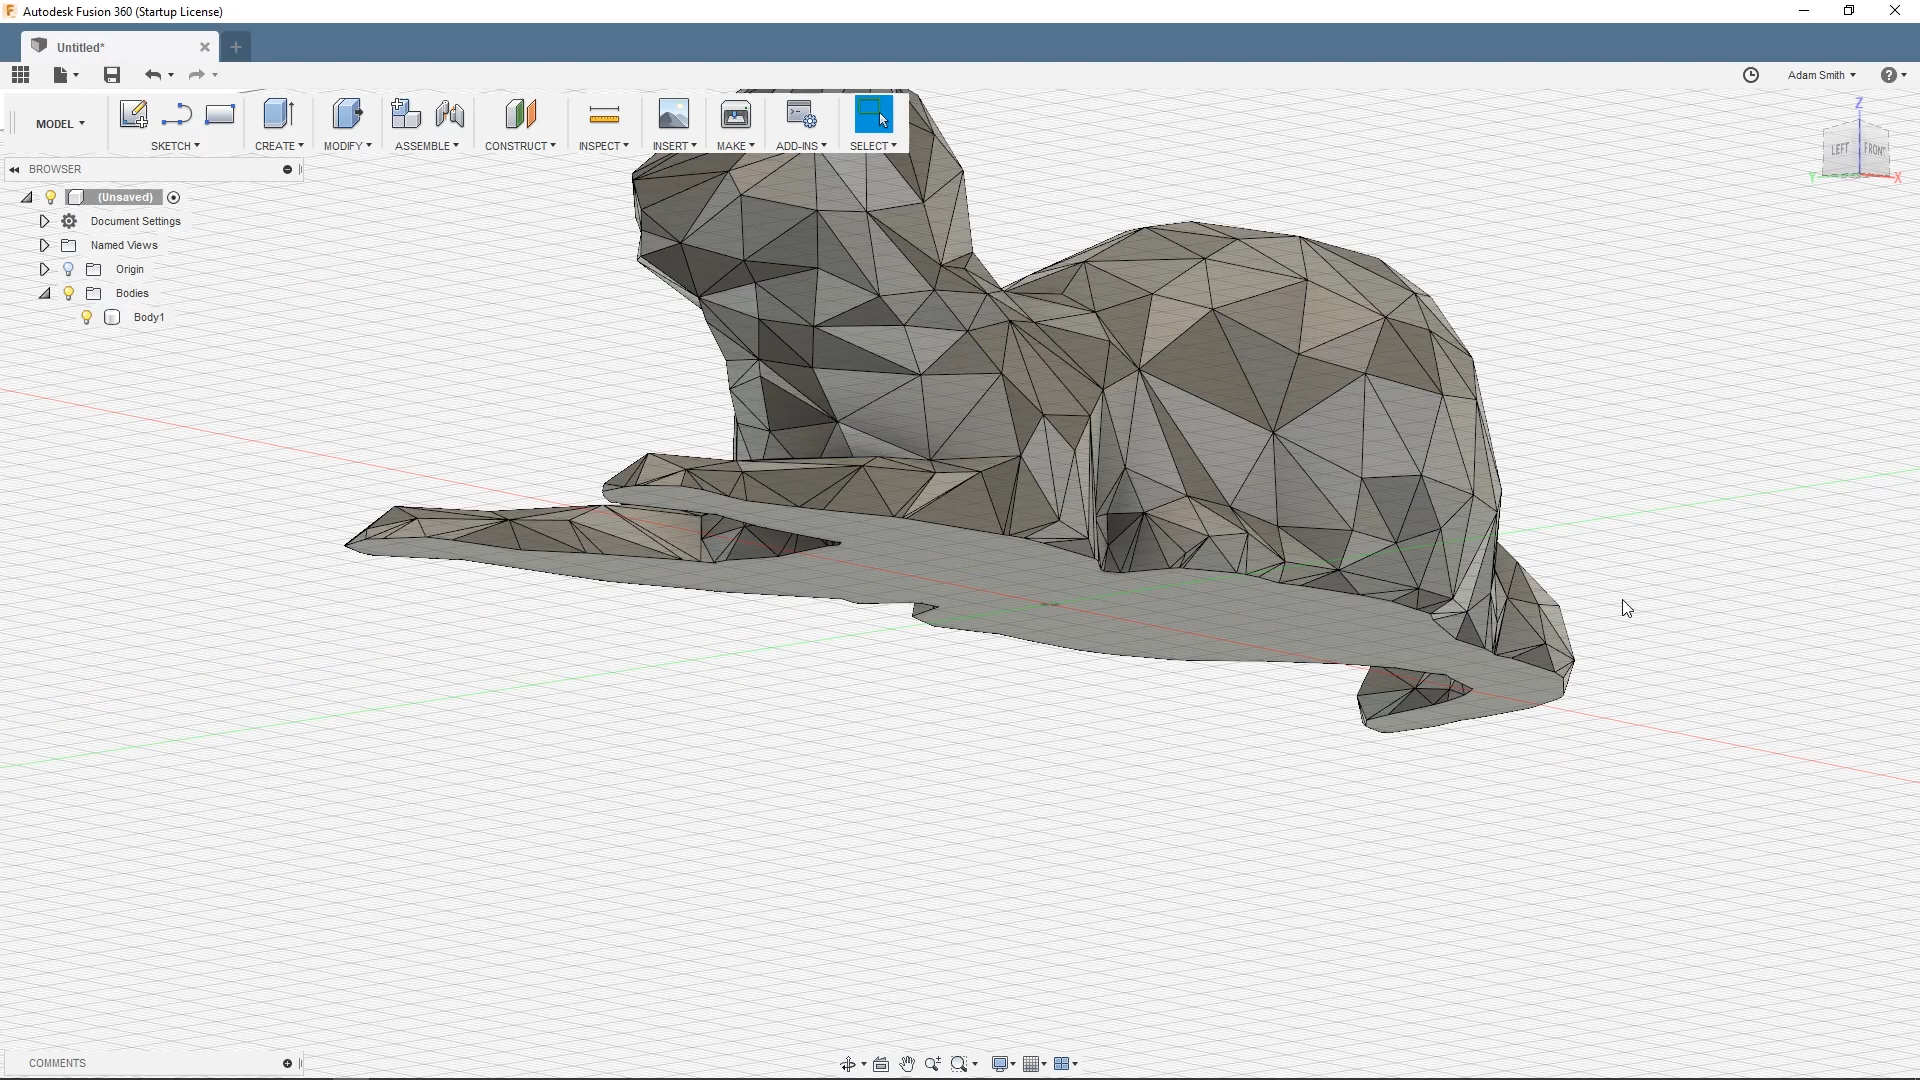 Autodesk Fusion 360 (Startup License)
Untitled*
Adam Smith
MODEL
SKETCH
CREATE
MODIFY
ASSEMBLE
CONSTRUCT
INSPECT
INSERT
MAKE
ADD-INS
SELECT
Z
LEFT
FRONT
Y
X
BROWSER
(Unsaved)
Document Settings
Named Views
Origin
Bodies
Body1
COMMENTS